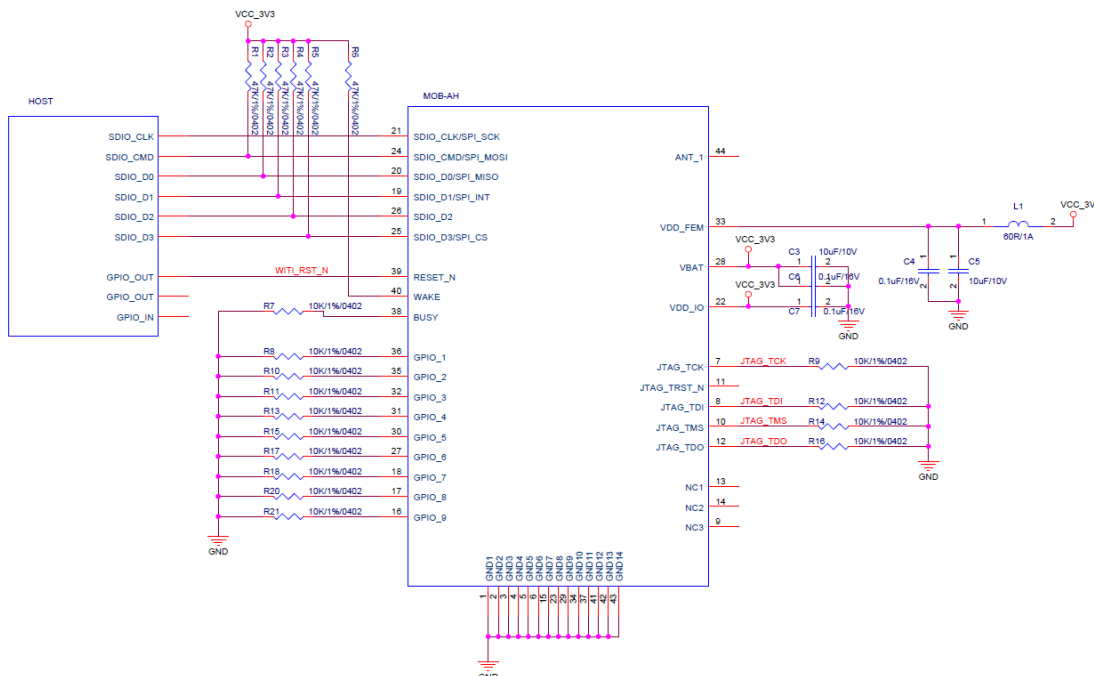 VCC_3V3
R1
R2
R3
R4
R5
R6
47K/1%/0402
47K/1%/0402
47K/1%/0402
47K/1%/0402
47K/1%/0402
47K/1%/0402
HOST
MOB-AH
SDIO_CLK 21 SDIO_CLK/SPI_SCK
SDIO_CMD 24 SDIO_CMD/SPI_MOSI
SDIO_D0 20 SDIO_D0/SPI_MISO
SDIO_D1 19 SDIO_D1/SPI_INT
SDIO_D2 26 SDIO_D2
SDIO_D3 25 SDIO_D3/SPI_CS
GPIO_OUT WITI_RST_N 39 RESET_N
GPIO_OUT 40 WAKE
GPIO_IN 38 BUSY
R7 10K/1%/0402
R8 10K/1%/0402 36 GPIO_1
R10 10K/1%/0402 35 GPIO_2
R11 10K/1%/0402 32 GPIO_3
R13 10K/1%/0402 31 GPIO_4
R15 10K/1%/0402 30 GPIO_5
R17 10K/1%/0402 27 GPIO_6
R18 10K/1%/0402 18 GPIO_7
R20 10K/1%/0402 17 GPIO_8
R21 10K/1%/0402 16 GPIO_9
GND
ANT_1 44
VDD_FEM 33
L1
1 2
60R/1A
VCC_3V
C4
1
2
0.1uF/16V
C5
1
2
10uF/10V
GND
VCC_3V3
VBAT 28
C3 10uF/10V
1 2
C6 0.1uF/16V
1 2
VCC_3V3
VDD_IO 22
1 2
C7 0.1uF/16V
GND
JTAG_TCK 7 JTAG_TCK R9 10K/1%/0402
JTAG_TRST_N 11
JTAG_TDI 8 JTAG_TDI R12 10K/1%/0402
JTAG_TMS 10 JTAG_TMS R14 10K/1%/0402
JTAG_TDO 12 JTAG_TDO R16 10K/1%/0402
GND
NC1 13
NC2 14
NC3 9
GND1
GND2
GND3
GND4
GND5
GND6
GND7
GND8
GND9
GND10
GND11
GND12
GND13
GND14
1
2
3
4
5
6
15
23
29
34
37
41
42
43
GND